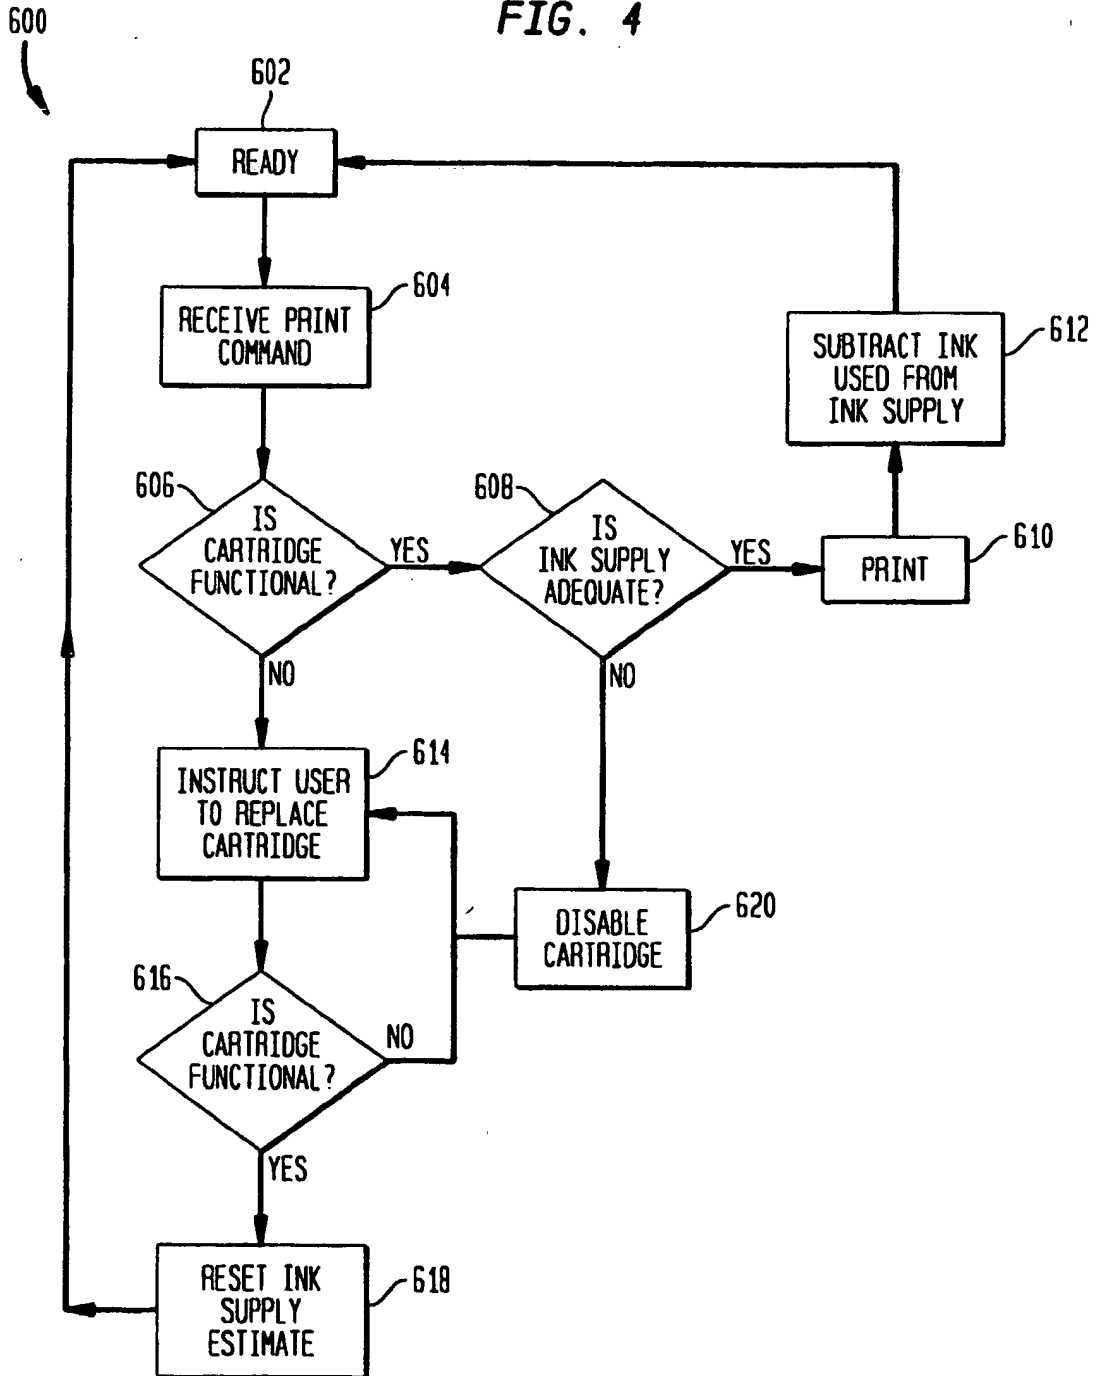 FIG. 4
600
602
READY
604
RECEIVE PRINT
COMMAND
612
SUBTRACT INK
USED FROM
INK SUPPLY
606
IS
CARTRIDGE
FUNCTIONAL?
YES
608
IS
INK SUPPLY
ADEQUATE?
YES
610
PRINT
NO
NO
614
INSTRUCT USER
TO REPLACE
CARTRIDGE
620
DISABLE
CARTRIDGE
616
IS
CARTRIDGE
FUNCTIONAL?
NO
YES
618
RESET INK
SUPPLY
ESTIMATE